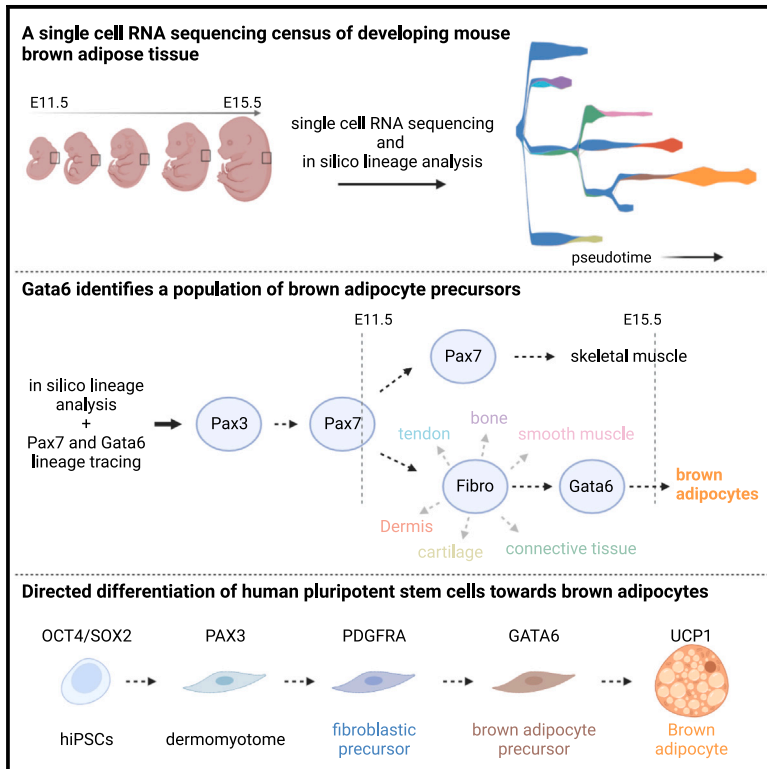 A single cell RNA sequencing census of developing mouse
brown adipose tissue
E11.5
E15.5
single cell RNA sequencing
and
in silico lineage analysis
pseudotime
Gata6 identifies a population of brown adipocyte precursors
E11.5
E15.5
in silico lineage
analysis
+
Pax7 and Gata6
lineage tracing
Pax3
Pax7
Pax7
skeletal muscle
tendon
bone
smooth muscle
Fibro
Gata6
brown
adipocytes
Dermis
cartilage
connective tissue
Directed differentiation of human pluripotent stem cells towards brown adipocytes
OCT4/SOX2
PAX3
PDGFRA
GATA6
UCP1
hiPSCs
dermomyotome
fibroblastic
precursor
brown adipocyte
precursor
Brown
adipocyte